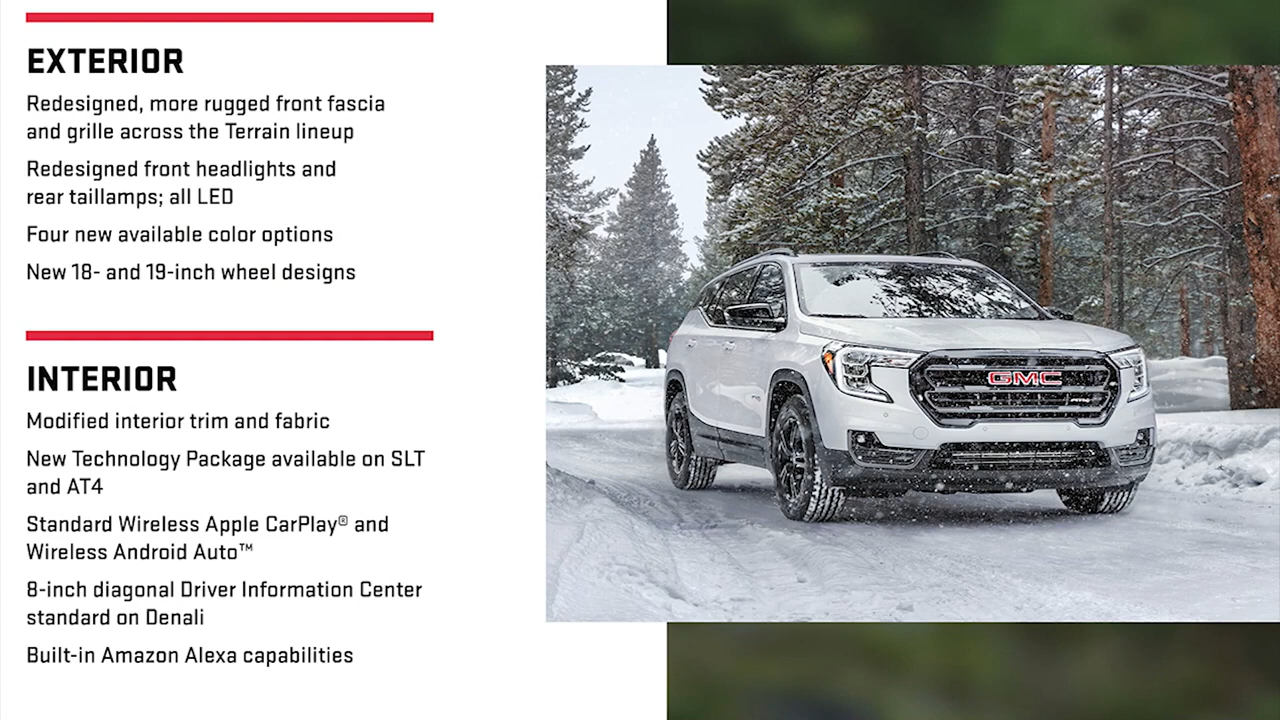 EXTERIOR
Redesigned, more rugged front fascia
and grille across the Terrain lineup
Redesigned front headlights and
rear taillamps; all LED
Four new available color options
New 18- and 19-inch wheel designs
INTERIOR
Modified interior trim and fabric
New Technology Package available on SLT
and AT4
Standard Wireless Apple CarPlay® and
Wireless Android Auto™
8-inch diagonal Driver Information Center
standard on Denali
Built-in Amazon Alexa capabilities
GMC